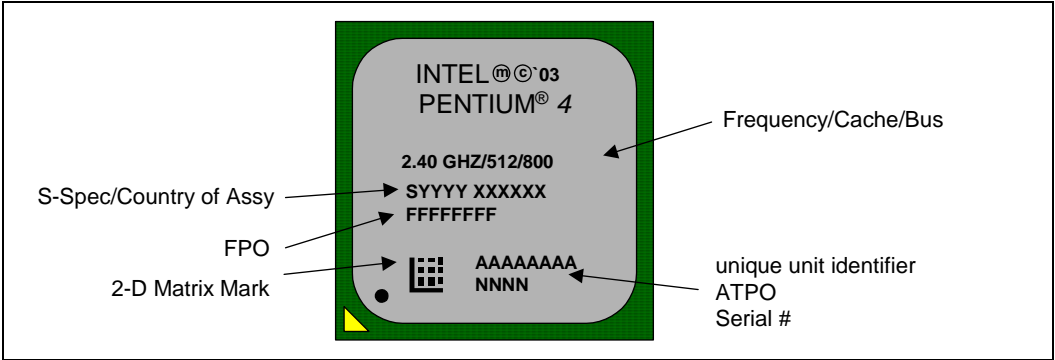 INTEL ⓜ ⓒ `03
PENTIUM® 4
Frequency/Cache/Bus
2.40 GHZ/512/800
S-Spec/Country of Assy
SYYYY XXXXXX
FFFFFFFF
FPO
2-D Matrix Mark
AAAAAAAA
NNNN
unique unit identifier
ATPO
Serial #